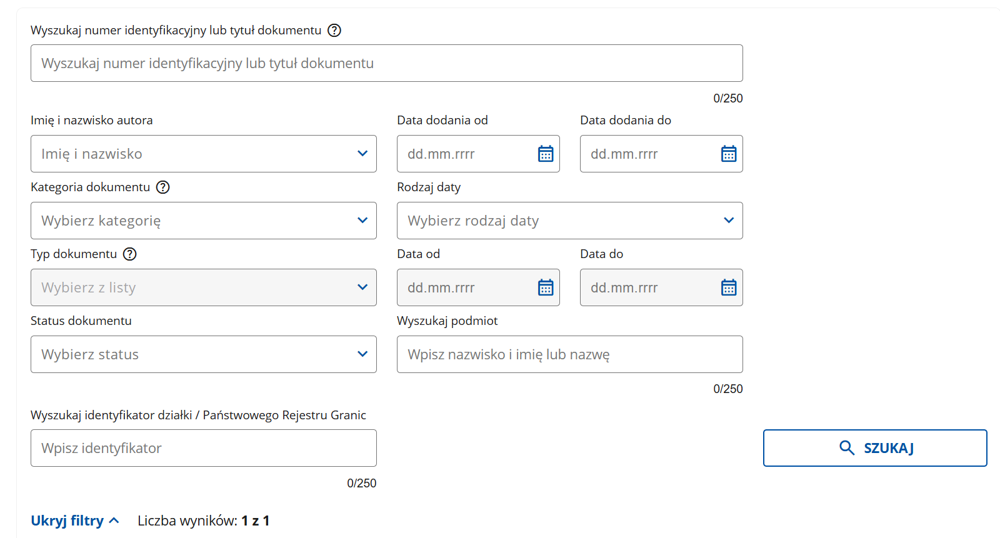 Wyszukaj numer identyfikacyjny lub tytuł dokumentu
Wyszukaj numer identyfikacyjny lub tytuł dokumentu
0/250
Imię i nazwisko autora
Data dodania od
Data dodania do
Imię i nazwisko
dd.mm.rrrr
dd.mm.rrrr
Kategoria dokumentu
Rodzaj daty
Wybierz kategorię
Wybierz rodzaj daty
Typ dokumentu
Data od
Data do
Wybierz z listy
dd.mm.rrrr
dd.mm.rrrr
Status dokumentu
Wyszukaj podmiot
Wybierz status
Wpisz nazwisko i imię lub nazwę
0/250
Wyszukaj identyfikator działki / Państwowego Rejestru Granic
Wpisz identyfikator
SZUKAJ
0/250
Ukryj filtry
Liczba wyników: 1 z 1